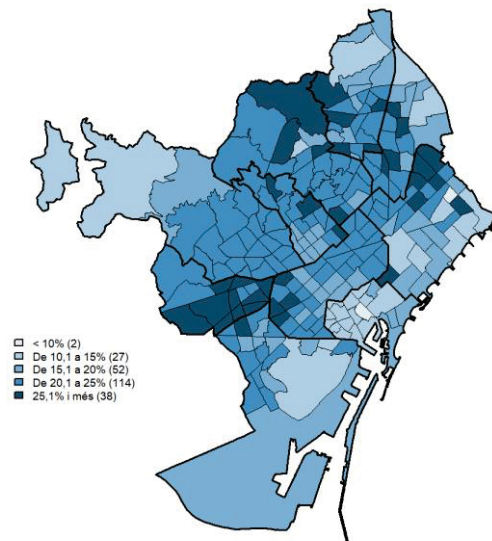 < 10% (2)
De 10,1 a 15% (27)
De 15,1 a 20% (52)
De 20,1 a 25% (114)
25,1% i més (38)